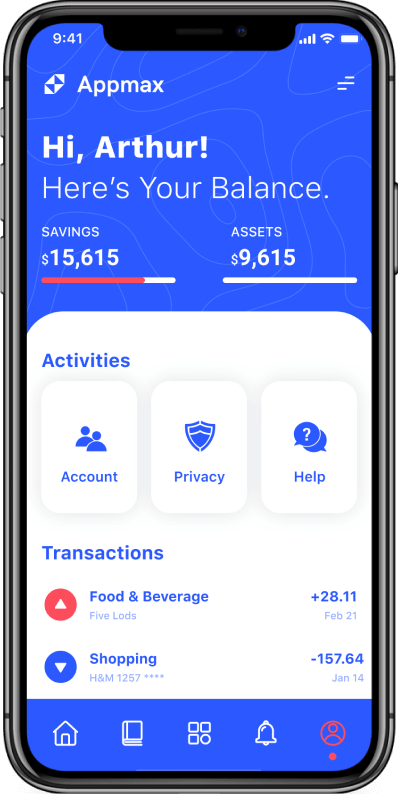 9:41
Appmax
Hi, Arthur!
Here's Your Balance.
SAVINGS ASSETS
$15,615 $9,615
Activities
Account Privacy Help
?
Transactions
Food & Beverage +28.11
Five Lods Feb 21
Shopping -157.64
H&M 1257 **** Jan 14